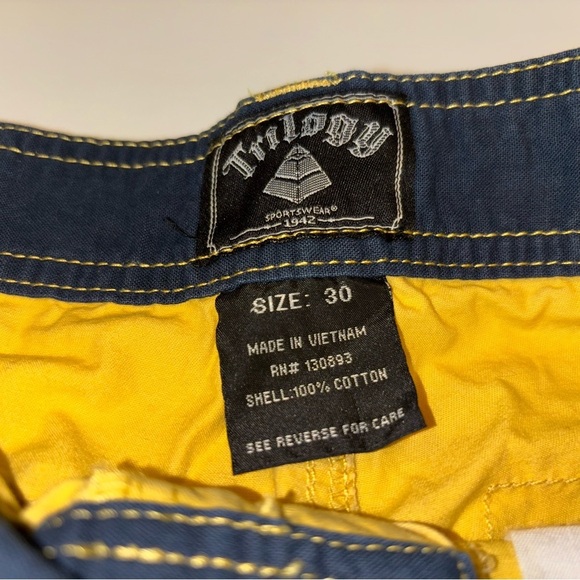 Trilogy
SPORTSWEAR®
1942
SIZE: 30
MADE IN VIETNAM
RN# 130893
SHELL:100% COTTON
SEE REVERSE FOR CARE